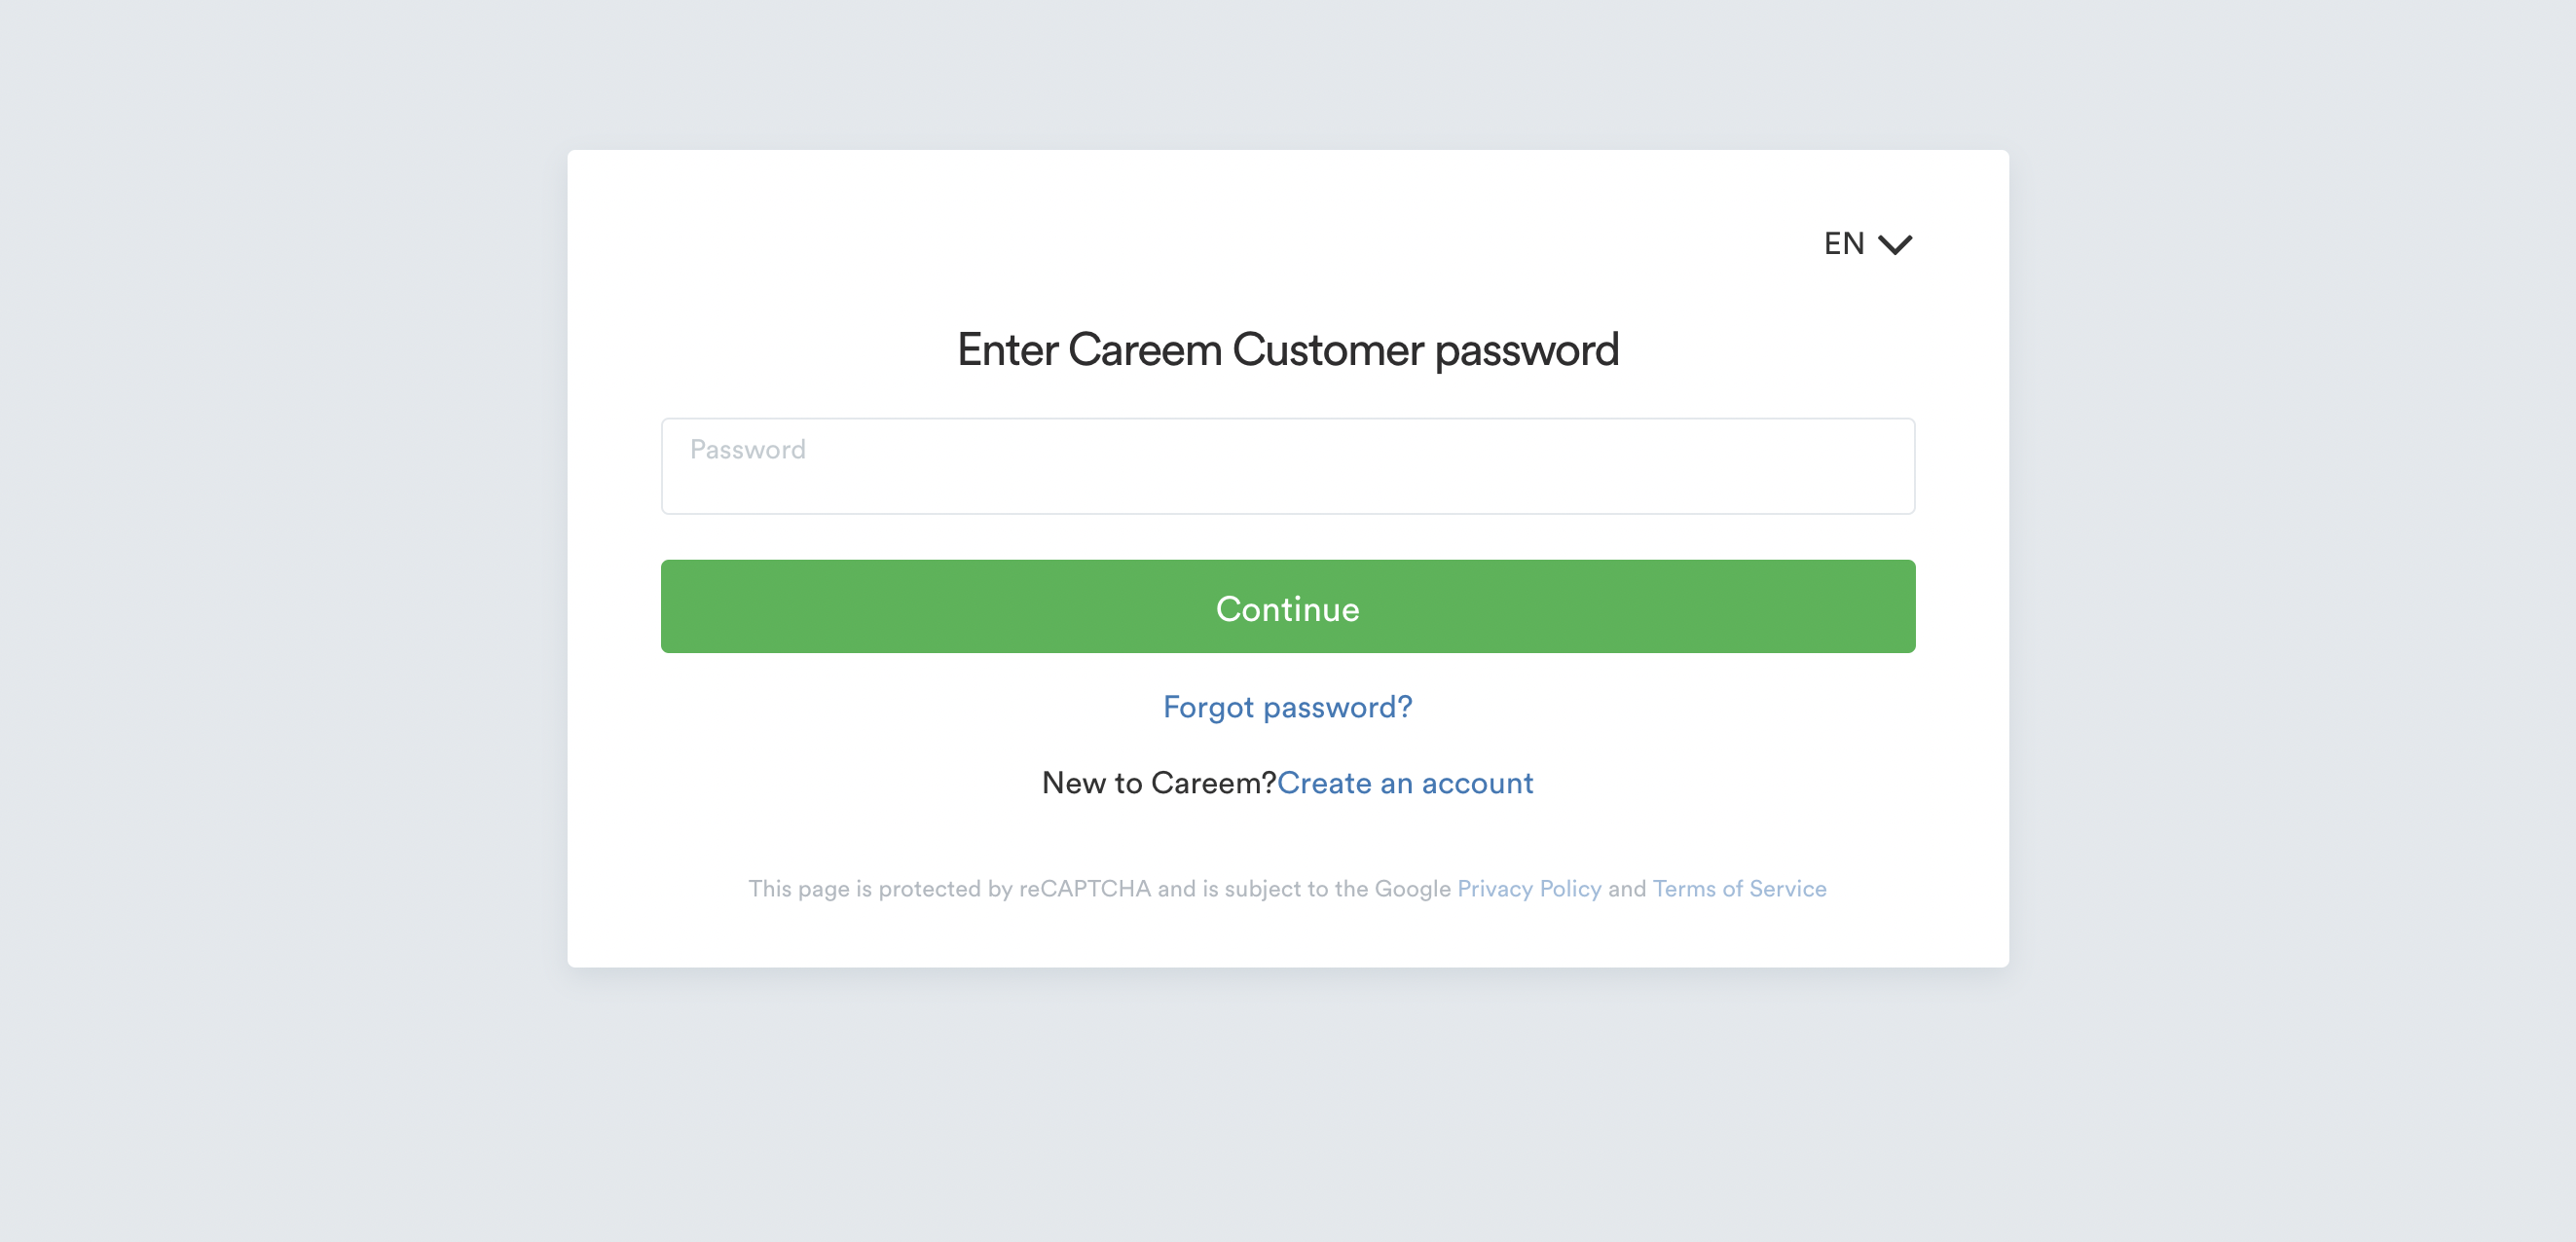 EN
Enter Careem Customer password
Password
Continue
Forgot password?
New to Careem?Create an account
This page is protected by reCAPTCHA and is subject to the Google Privacy Policy and Terms of Service